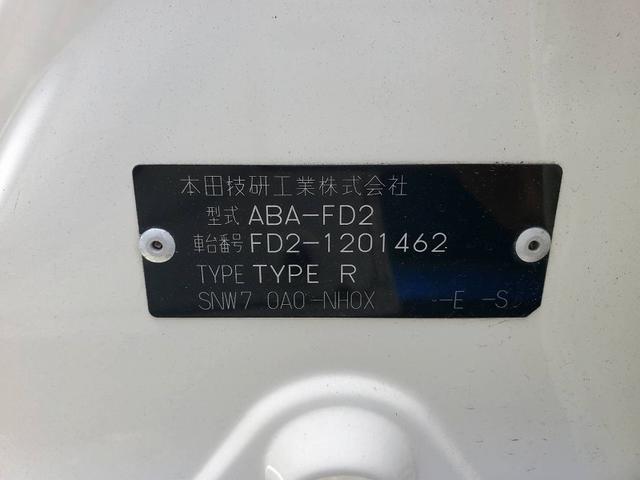 本田技研工業株式会社
型式 ABA-FD2
車台番号 FD2-1201462
TYPE TYPE R
SNW7 0A0-NH0X --E -S